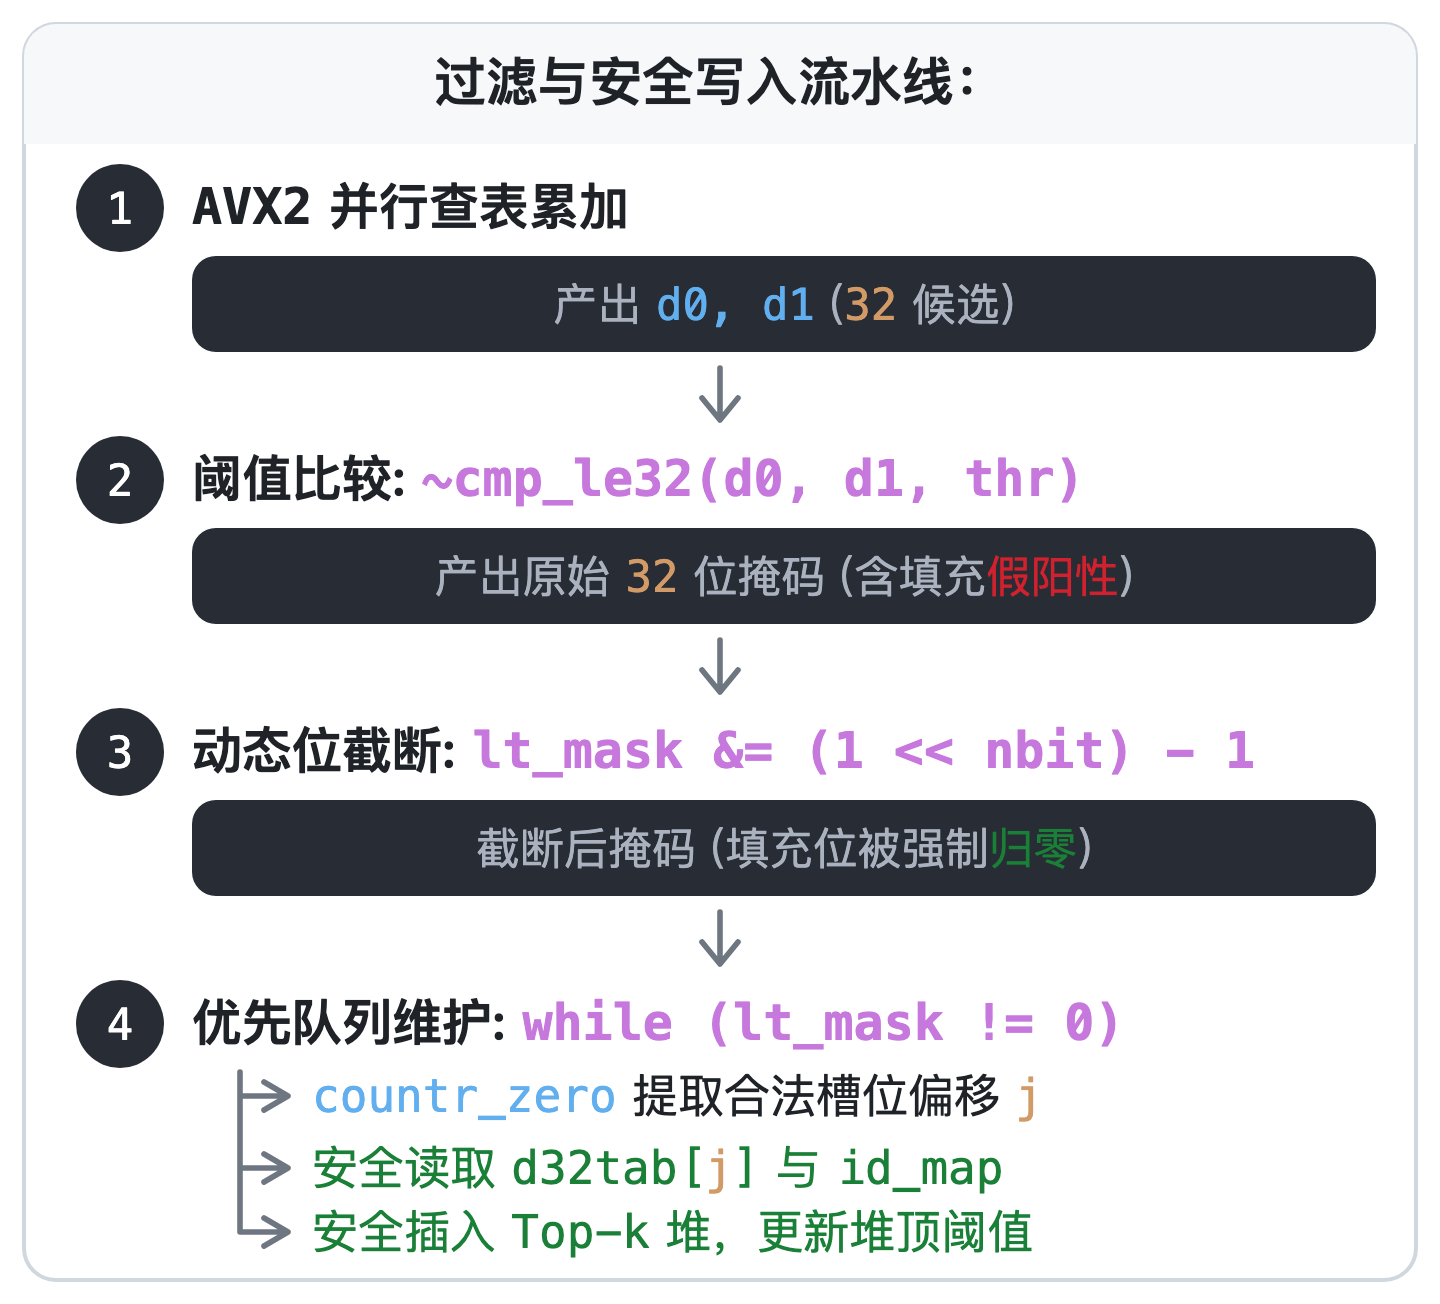 过滤与安全写入流水线：
1 AVX2 并行查表累加
产出 d0, d1 (32 候选)
2 阈值比较: ~cmp_le32(d0, d1, thr)
产出原始 32 位掩码 (含填充假阳性)
3 动态位截断: lt_mask &= (1 << nbit) - 1
截断后掩码 (填充位被强制归零)
4 优先队列维护: while (lt_mask != 0)
countr_zero 提取合法槽位偏移 j
安全读取 d32tab[j] 与 id_map
安全插入 Top-k 堆，更新堆顶阈值